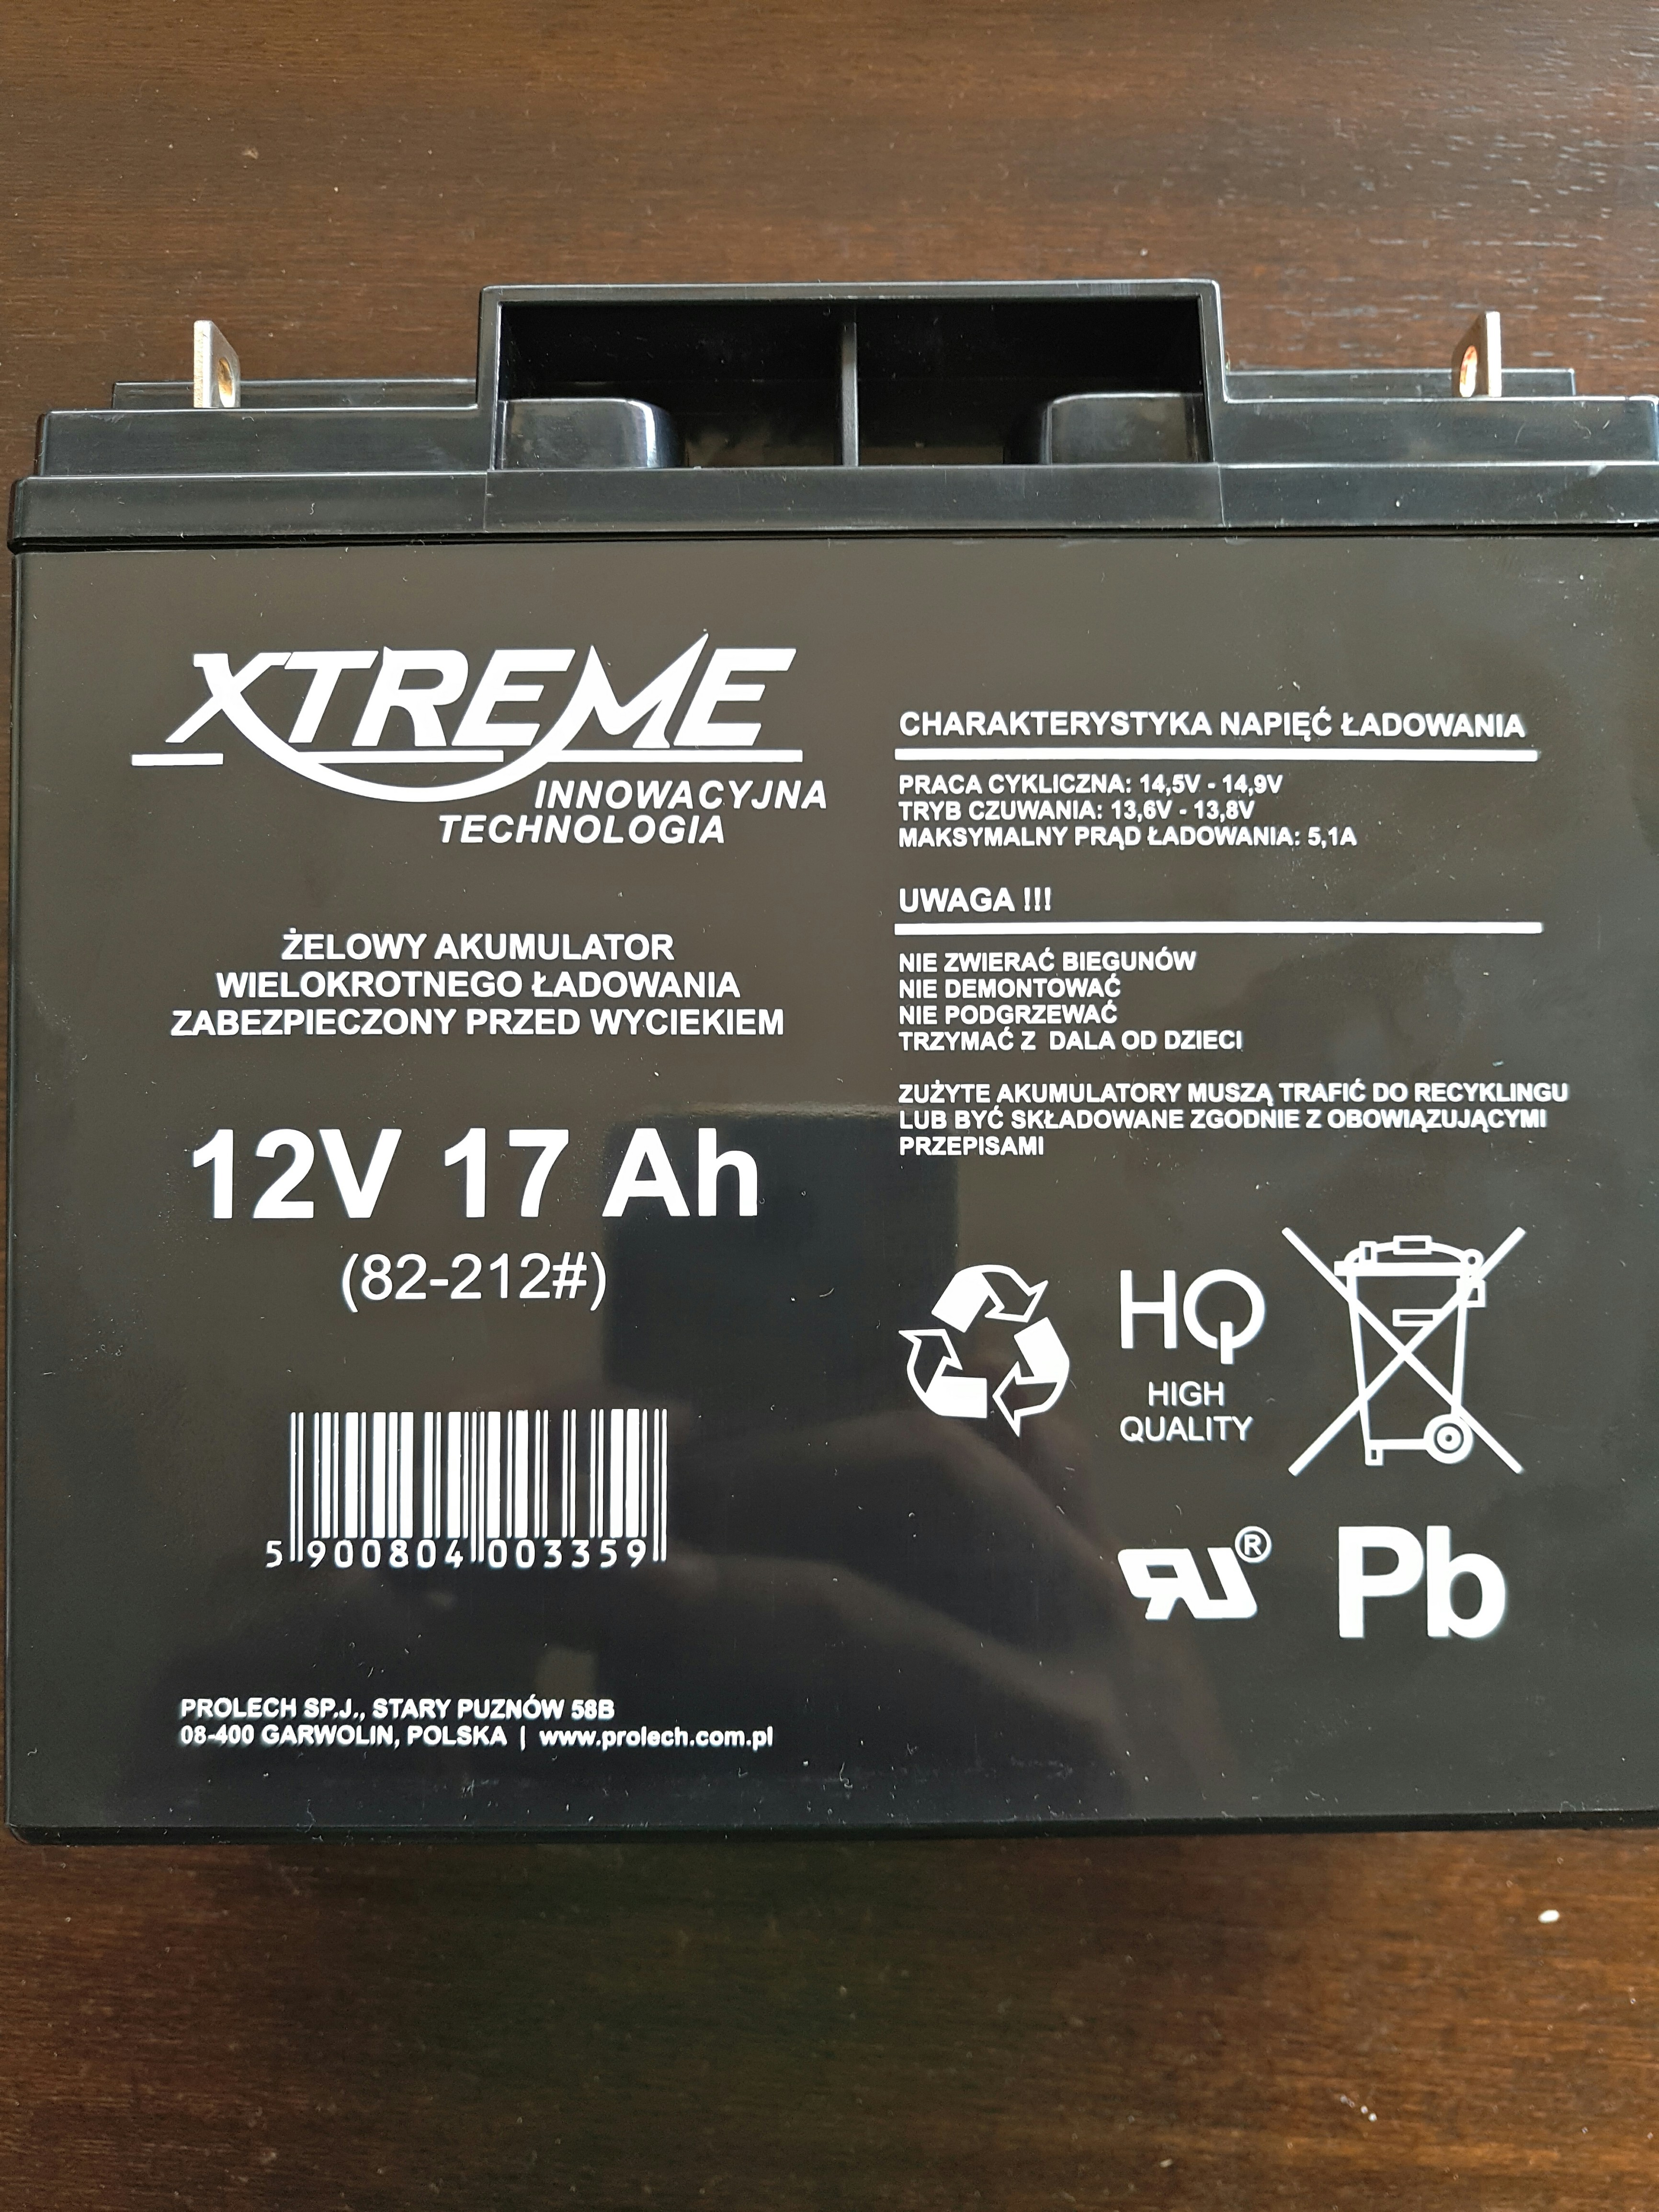 XTREME
INNOWACYJNA
TECHNOLOGIA
ŻELOWY AKUMULATOR
WIELOKROTNEGO ŁADOWANIA
ZABEZPIECZONY PRZED WYCIEKIEM
12V 17 Ah
(82-212#)
5 900804 003359
PROLECH SP.J., STARY PUZNÓW 58B
08-400 GARWOLIN, POLSKA | www.prolech.com.pl
CHARAKTERYSTYKA NAPIĘĆ ŁADOWANIA
PRACA CYKLICZNA: 14,5V - 14,9V
TRYB CZUWANIA: 13,6V - 13,8V
MAKSYMALNY PRĄD ŁADOWANIA: 5,1A
UWAGA !!!
NIE ZWIERAĆ BIEGUNÓW
NIE DEMONTOWAĆ
NIE PODGRZEWAĆ
TRZYMAĆ Z DALA OD DZIECI
ZUŻYTE AKUMULATORY MUSZĄ TRAFIĆ DO RECYKLINGU
LUB BYĆ SKŁADOWANE ZGODNIE Z OBOWIĄZUJĄCYMI
PRZEPISAMI
HQ
HIGH
QUALITY
RU®
Pb